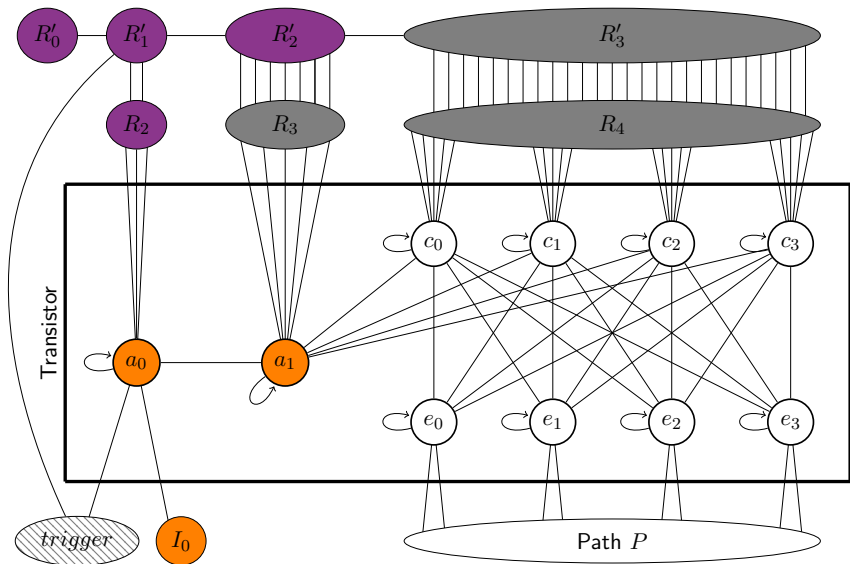 R′₀ R′₁ R′₂ R′₃
R₂ R₃ R₄
Transistor
c₀ c₁ c₂ c₃
a₀ a₁
e₀ e₁ e₂ e₃
trigger I₀ Path P